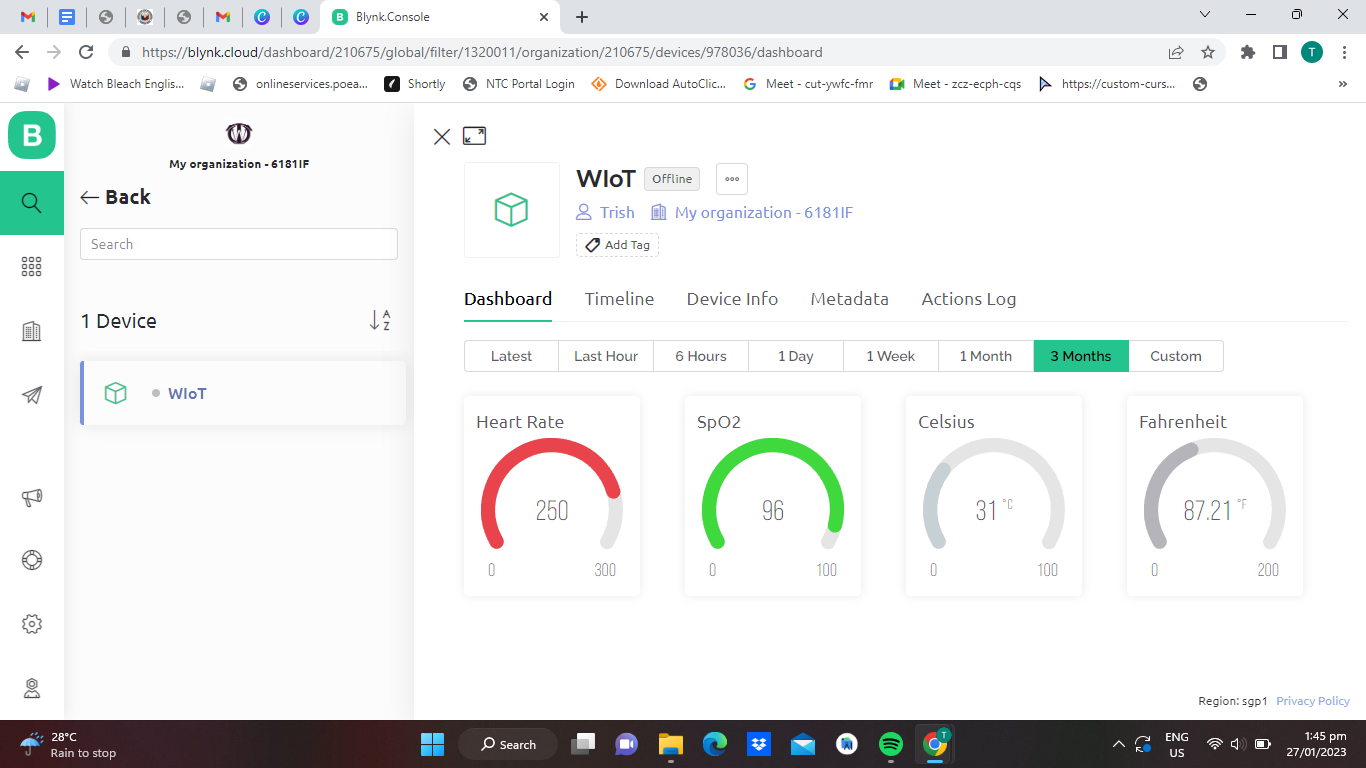 Blynk.Console
https://blynk.cloud/dashboard/210675/global/filter/1320011/organization/210675/devices/978036/dashboard
T
Watch Bleach Englis...
onlineservices.poea...
Shortly
NTC Portal Login
Download AutoClic...
Meet - cut-ywfc-fmr
Meet - zcz-ecph-cqs
https://custom-curs...
»
B
My organization - 6181IF
Back
Search
1 Device
A
Z
WIoT
WIoT
Offline
Trish
My organization - 6181IF
Add Tag
Dashboard
Timeline
Device Info
Metadata
Actions Log
Latest
Last Hour
6 Hours
1 Day
1 Week
1 Month
3 Months
Custom
Heart Rate
250
0
300
SpO2
96
0
100
Celsius
31 °C
0
100
Fahrenheit
87.21 °F
0
200
Region: sgp1
Privacy Policy
28°C
Rain to stop
Search
T
ENG
US
1:45 pm
27/01/2023